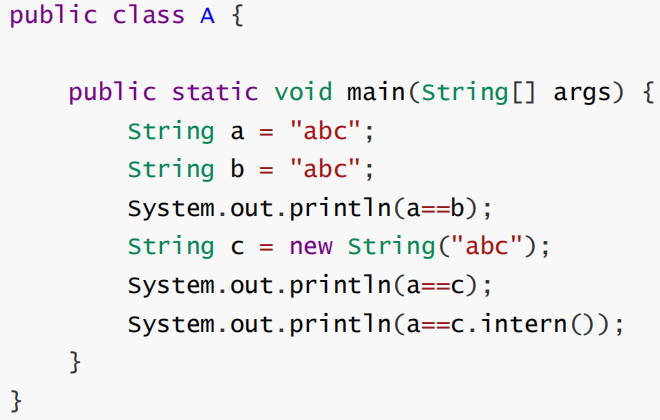 public class A {
public static void main(String[] args) {
String a = "abc";
String b = "abc";
System.out.println(a==b);
String c = new String("abc");
System.out.println(a==c);
System.out.println(a==c.intern());
}
}